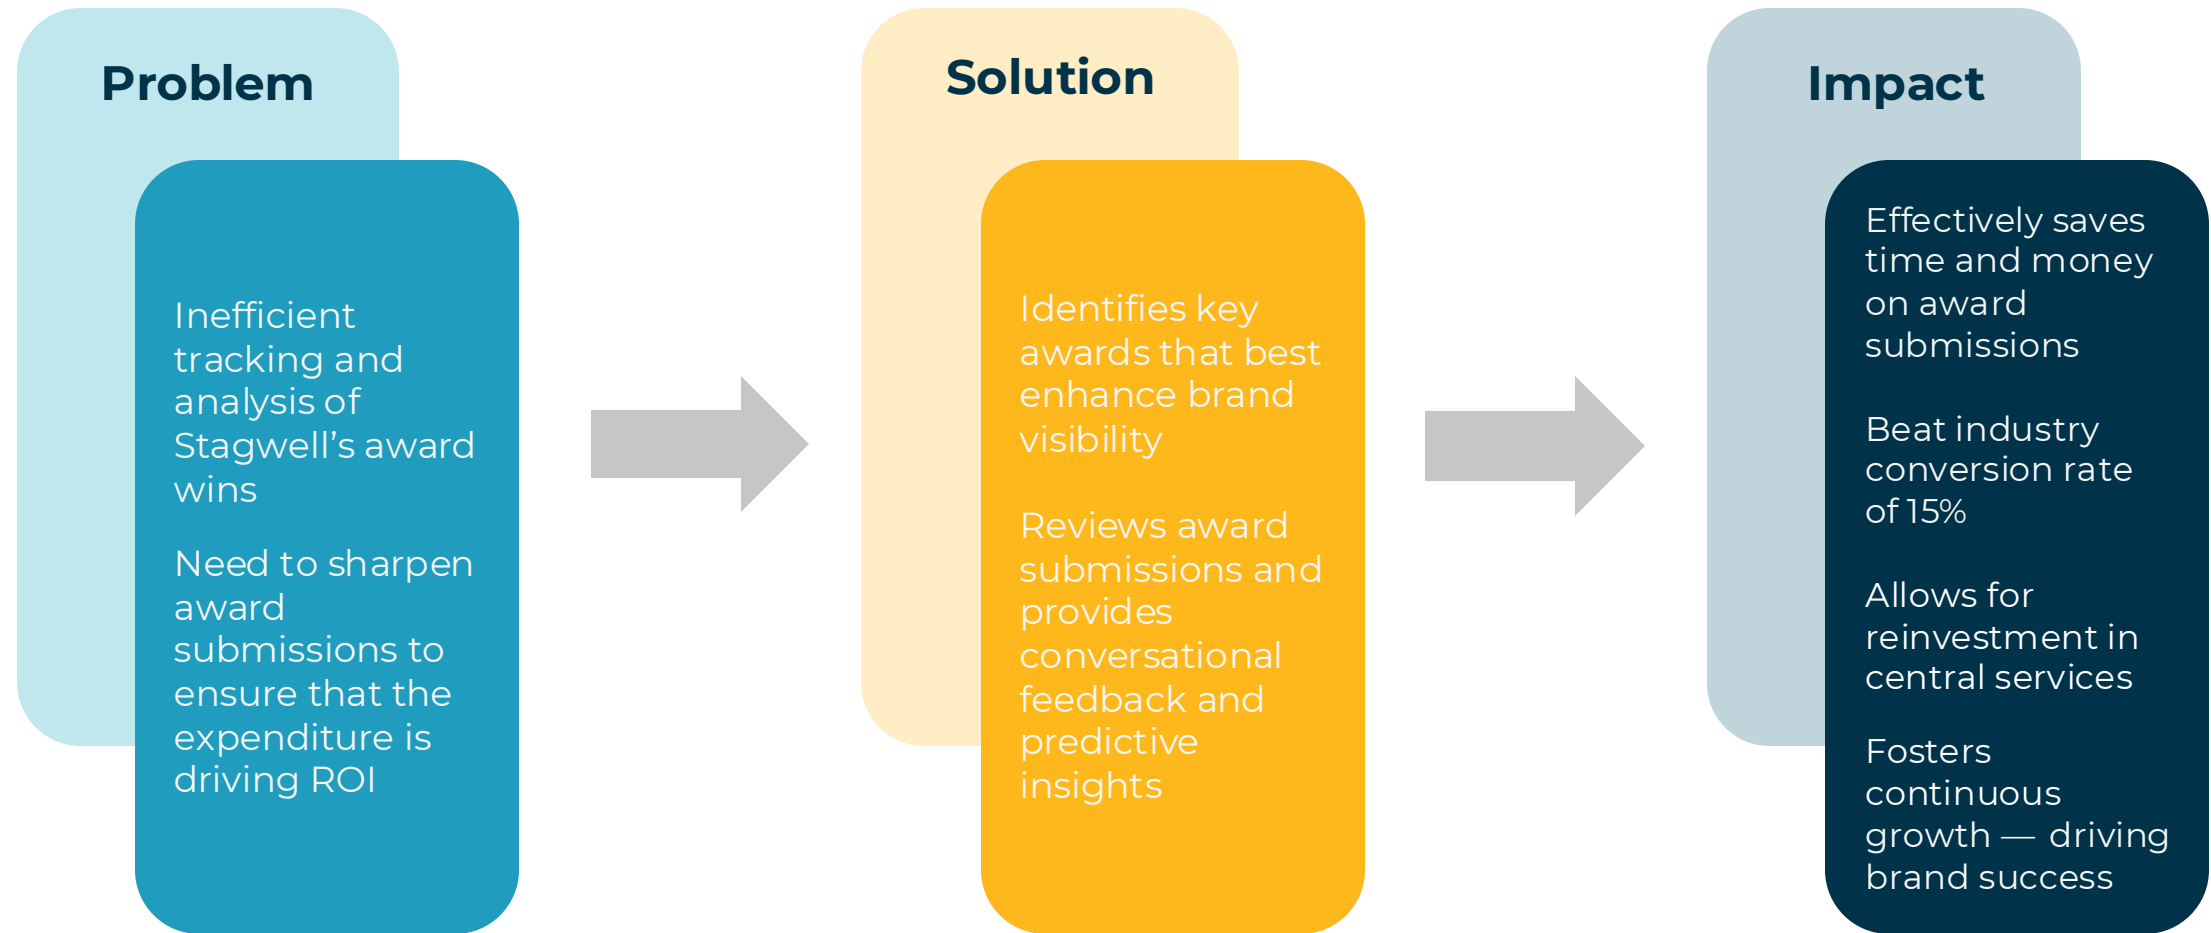 Problem
Inefficient
tracking and
analysis of
Stagwell’s award
wins
Need to sharpen
award
submissions to
ensure that the
expenditure is
driving ROI
Solution
Identifies key
awards that best
enhance brand
visibility
Reviews award
submissions and
provides
conversational
feedback and
predictive
insights
Impact
Effectively saves
time and money
on award
submissions
Beat industry
conversion rate
of 15%
Allows for
reinvestment in
central services
Fosters
continuous
growth — driving
brand success